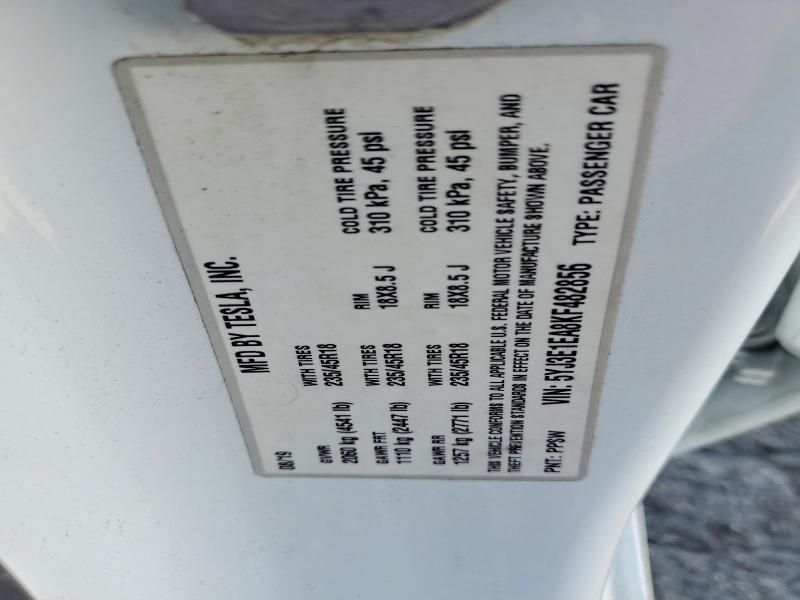 MFD BY TESLA, INC.
08/19
GVWR WITH TIRES RIM COLD TIRE PRESSURE
2060 kg (4541 lb) 235/45R18 18X8.5 J 310 kPa, 45 psi
GAWR FRT WITH TIRES
1110 kg (2447 lb) 235/45R18
GAWR RR WITH TIRES RIM COLD TIRE PRESSURE
1257 kg (2771 lb) 235/45R18 18X8.5 J 310 kPa, 45 psi
THIS VEHICLE CONFORMS TO ALL APPLICABLE U.S. FEDERAL MOTOR VEHICLE SAFETY, BUMPER, AND
THEFT PREVENTION STANDARDS IN EFFECT ON THE DATE OF MANUFACTURE SHOWN ABOVE.
PNT: PPSW VIN: 5YJ3E1EA8KF482856 TYPE: PASSENGER CAR